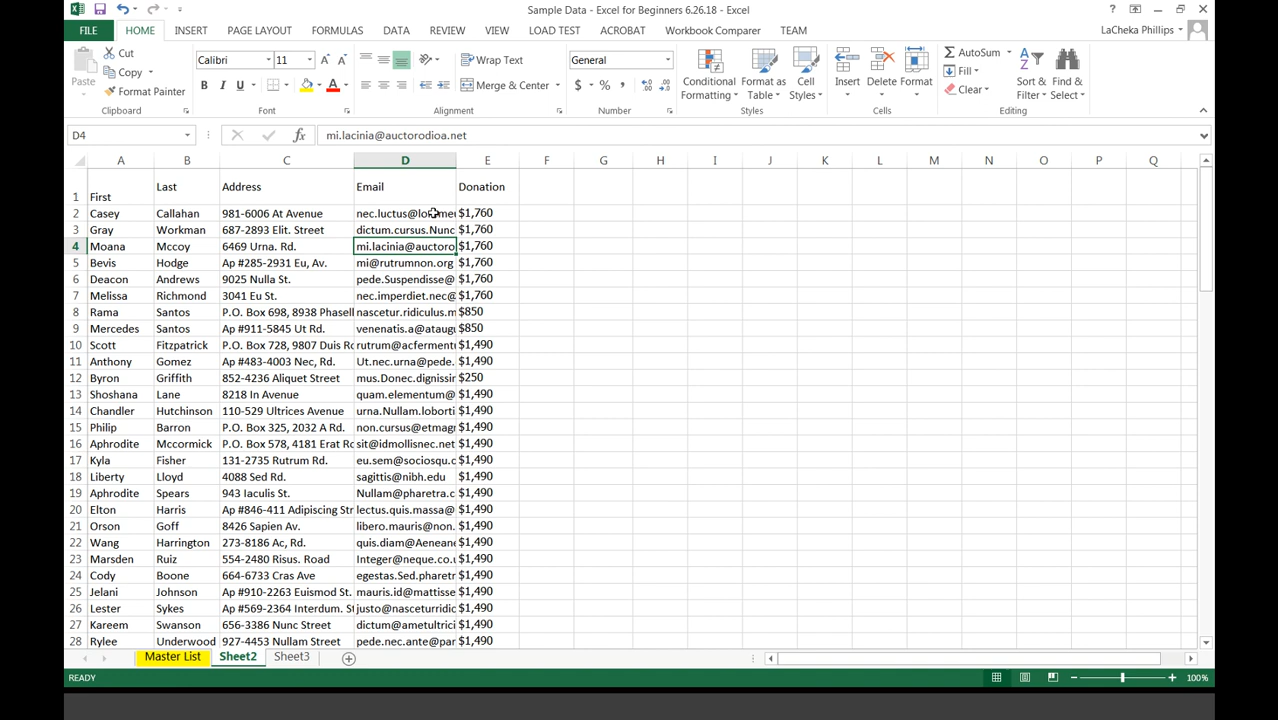 Sample Data - Excel for Beginners 6.26.18 - Excel
FILE HOME INSERT PAGE LAYOUT FORMULAS DATA REVIEW VIEW LOAD TEST ACROBAT Workbook Comparer TEAM LaCheka Phillips
Cut Calibri 11 Wrap Text General AutoSum
Copy Fill
Format Painter Merge & Center Clear
Paste Conditional Formatting Format as Table Cell Styles Insert Delete Format Sort & Filter Find & Select
Clipboard Font Alignment Number Styles Cells Editing
D4 mi.lacinia@auctorodioa.net
A B C D E F G H I J K L M N O P Q
1 First Last Address Email Donation
2 Casey Callahan 981-6006 At Avenue $1,760
3 Gray Workman 687-2893 Elit. Street dictum.cursus.Nunc $1,760
4 Moana Mccoy 6469 Urna. Rd. mi.lacinia@auctoro $1,760
5 Bevis Hodge Ap #285-2931 Eu, Av. mi@rutrumnon.org $1,760
6 Deacon Andrews 9025 Nulla St. pede.Suspendisse@ $1,760
7 Melissa Richmond 3041 Eu St. nec.imperdiet.nec@ $1,760
8 Rama Santos P.O. Box 698, 8938 Phasell nascetur.ridiculus.m $850
9 Mercedes Santos Ap #911-5845 Ut Rd. venenatis.a@ataug $850
10 Scott Fitzpatrick P.O. Box 728, 9807 Duis Ro rutrum@acferment $1,490
11 Anthony Gomez Ap #483-4003 Nec, Rd. Ut.nec.urna@pede. $1,490
12 Byron Griffith 852-4236 Aliquet Street mus.Donec.dignissin $250
13 Shoshana Lane 8218 In Avenue quam.elementum@ $1,490
14 Chandler Hutchinson 110-529 Ultrices Avenue urna.Nullam.loborti $1,490
15 Philip Barron P.O. Box 325, 2032 A Rd. non.cursus@etmag $1,490
16 Aphrodite Mccormick P.O. Box 578, 4181 Erat Ro sit@idmollisnec.net $1,490
17 Kyla Fisher 131-2735 Rutrum Rd. eu.sem@sociosqu.c $1,490
18 Liberty Lloyd 4088 Sed Rd. sagittis@nibh.edu $1,490
19 Aphrodite Spears 943 Iaculis St. Nullam@pharetra.c $1,490
20 Elton Harris Ap #846-411 Adipiscing Str lectus.quis.massa@ $1,490
21 Orson Goff 8426 Sapien Av. libero.mauris@non. $1,490
22 Wang Harrington 273-8186 Ac, Rd. quis.diam@Aenean $1,490
23 Marsden Ruiz 554-2480 Risus. Road Integer@neque.co.u $1,490
24 Cody Boone 664-6733 Cras Ave egestas.Sed.pharetr $1,490
25 Jelani Johnson Ap #910-2263 Euismod St. mauris.id@mattisse $1,490
26 Lester Sykes Ap #569-2364 Interdum. St justo@nasceturridic $1,490
27 Kareem Swanson 656-3386 Nunc Street dictum@ametultrici $1,490
28 Rylee Underwood 927-4453 Nullam Street pede.nec.ante@par $1,490
Master List Sheet2 Sheet3
READY 100%